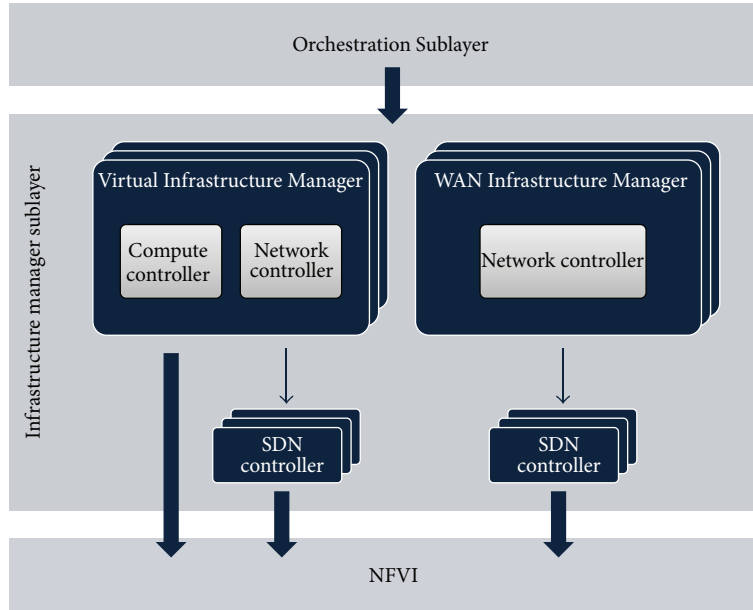 Orchestration Sublayer
Infrastructure manager sublayer
Virtual Infrastructure Manager
WAN Infrastructure Manager
Compute
controller
Network
controller
Network controller
SDN
controller
SDN
controller
NFVI